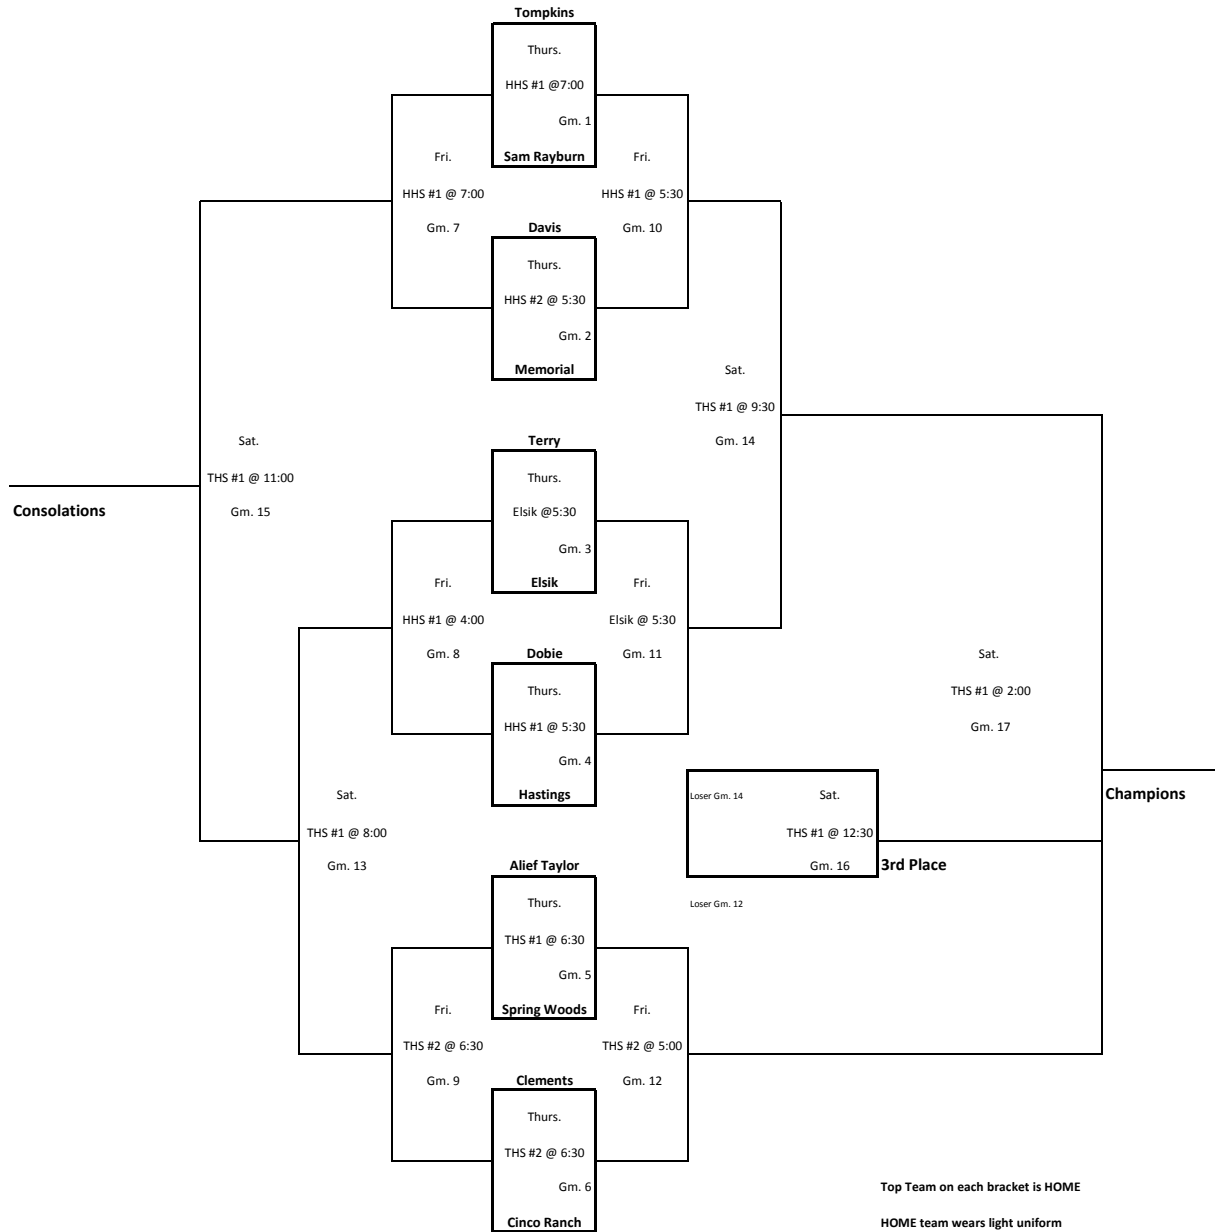 Tompkins
Thurs.
HHS #1 @7:00
Gm. 1
Fri.
Sam Rayburn
Fri.
HHS #1 @ 7:00
HHS #1 @ 5:30
Gm. 7
Davis
Gm. 10
Thurs.
HHS #2 @ 5:30
Gm. 2
Memorial
Sat.
THS #1 @ 9:30
Sat.
Terry
Gm. 14
THS #1 @ 11:00
Thurs.
Consolations
Gm. 15
Elsik @5:30
Gm. 3
Fri.
Elsik
Fri.
HHS #1 @ 4:00
Elsik @ 5:30
Gm. 8
Dobie
Gm. 11
Sat.
Thurs.
THS #1 @ 2:00
HHS #1 @ 5:30
Gm. 17
Gm. 4
Sat.
Hastings
Loser Gm. 14
Sat.
Champions
THS #1 @ 8:00
THS #1 @ 12:30
Gm. 13
Alief Taylor
Gm. 16
3rd Place
Thurs.
Loser Gm. 12
THS #1 @ 6:30
Gm. 5
Fri.
Spring Woods
Fri.
THS #2 @ 6:30
THS #2 @ 5:00
Gm. 9
Clements
Gm. 12
Thurs.
THS #2 @ 6:30
Gm. 6
Top Team on each bracket is HOME
Cinco Ranch
HOME team wears light uniform